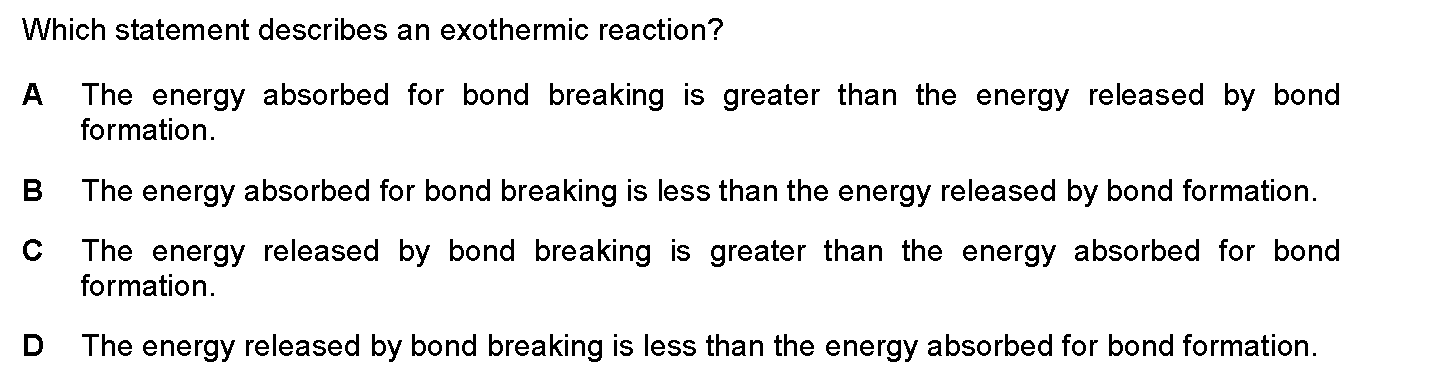 Which statement describes an exothermic reaction?
A The energy absorbed for bond breaking is greater than the energy released by bond
formation.
B The energy absorbed for bond breaking is less than the energy released by bond formation.
C The energy released by bond breaking is greater than the energy absorbed for bond
formation.
D The energy released by bond breaking is less than the energy absorbed for bond formation.